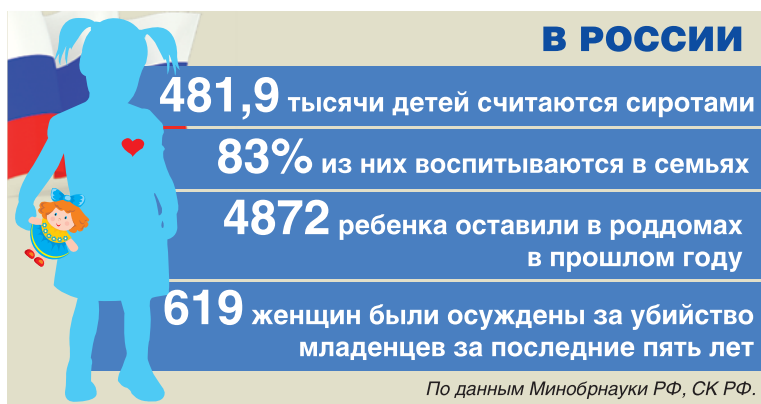 В РОССИИ
481,9 тысячи детей считаются сиротами
83% из них воспитываются в семьях
4872 ребенка оставили в роддомах
в прошлом году
619 женщин были осуждены за убийство
младенцев за последние пять лет
По данным Минобрнауки РФ, СК РФ.